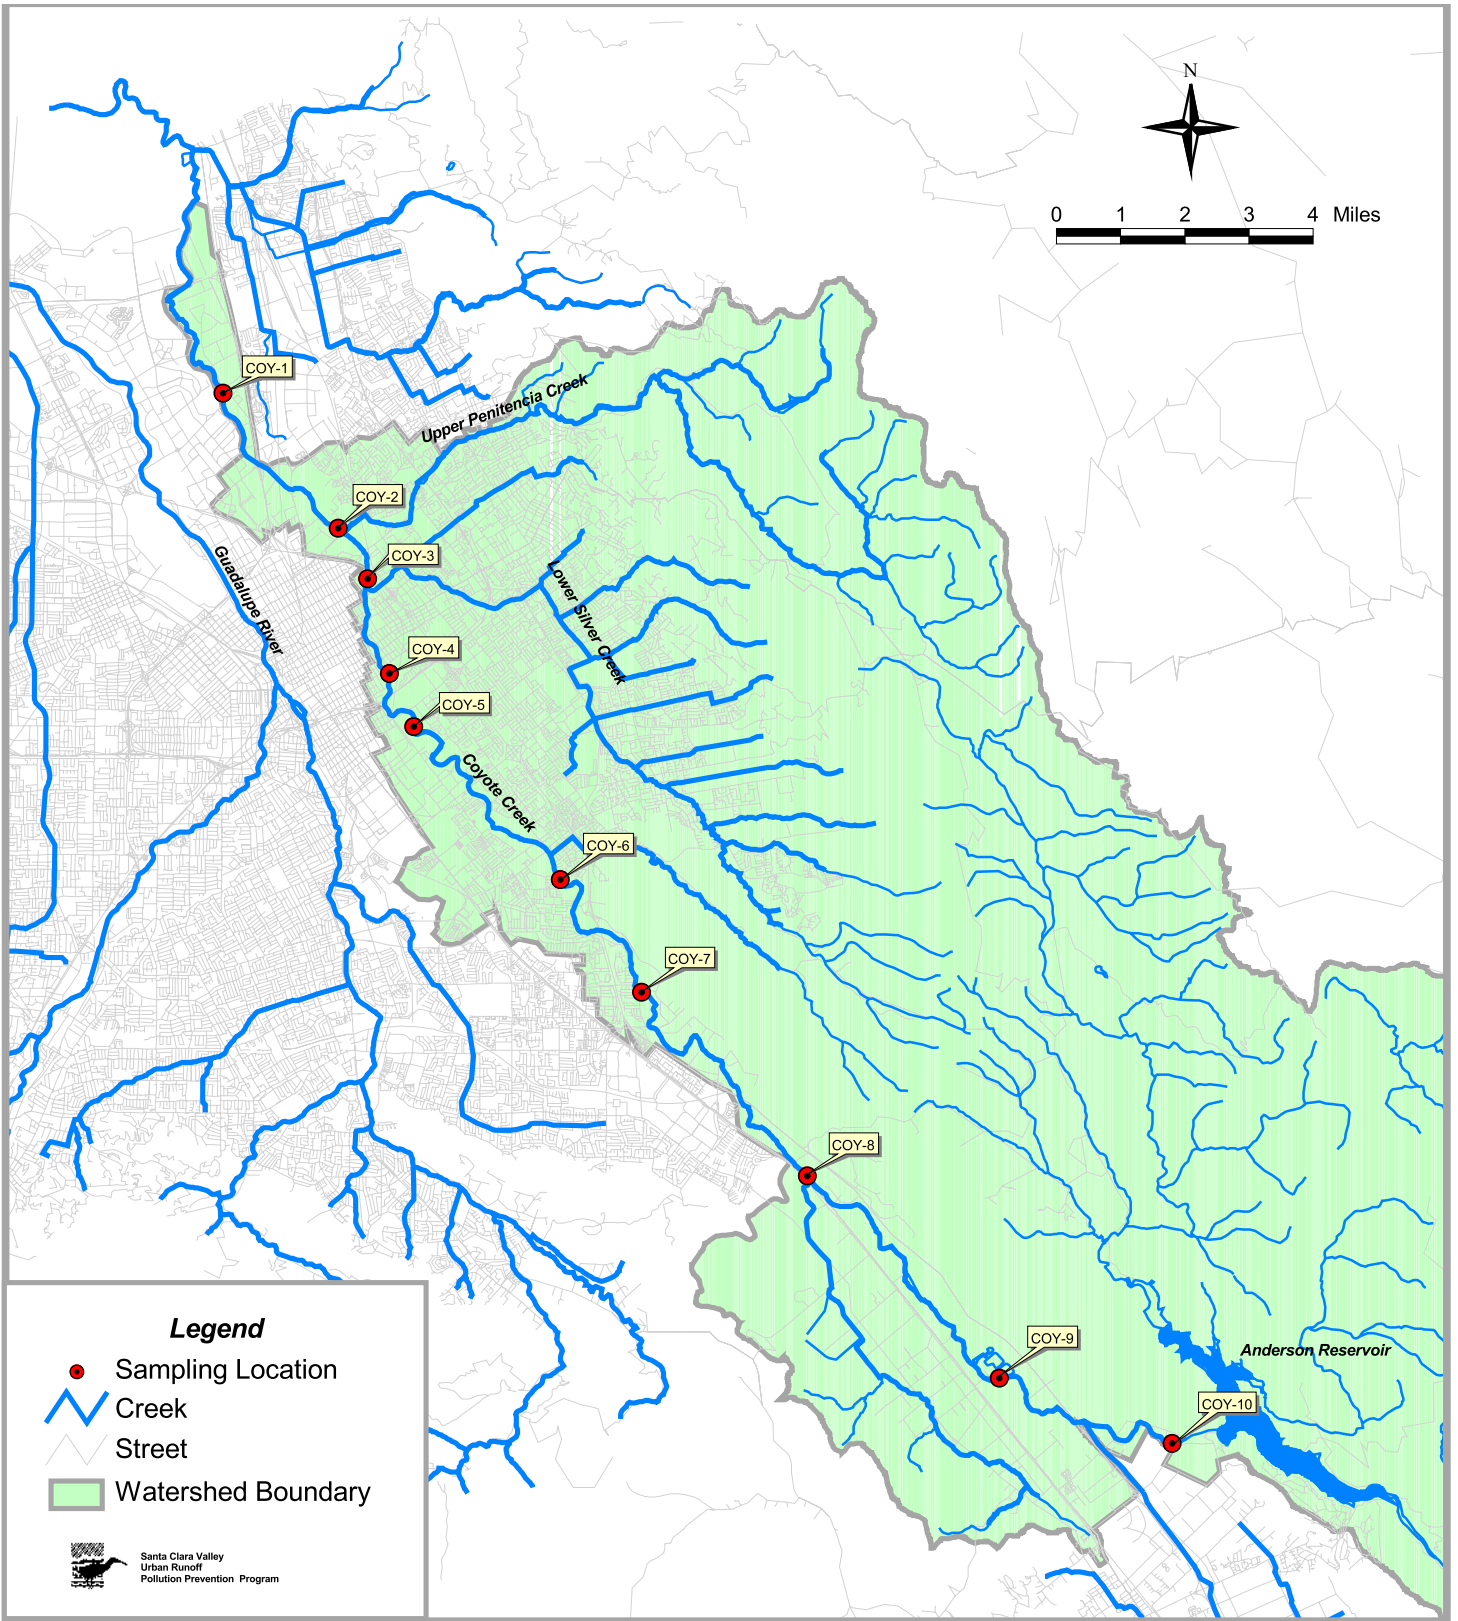 N
0 1 2 3 4 Miles
COY-1
Upper Penitencia Creek
COY-2
COY-3
Guadalupe River
Lower Silver Creek
COY-4
COY-5
Coyote Creek
COY-6
COY-7
COY-8
COY-9
Anderson Reservoir
COY-10
Legend
Sampling Location
Creek
Street
Watershed Boundary
Santa Clara Valley
Urban Runoff
Pollution Prevention Program